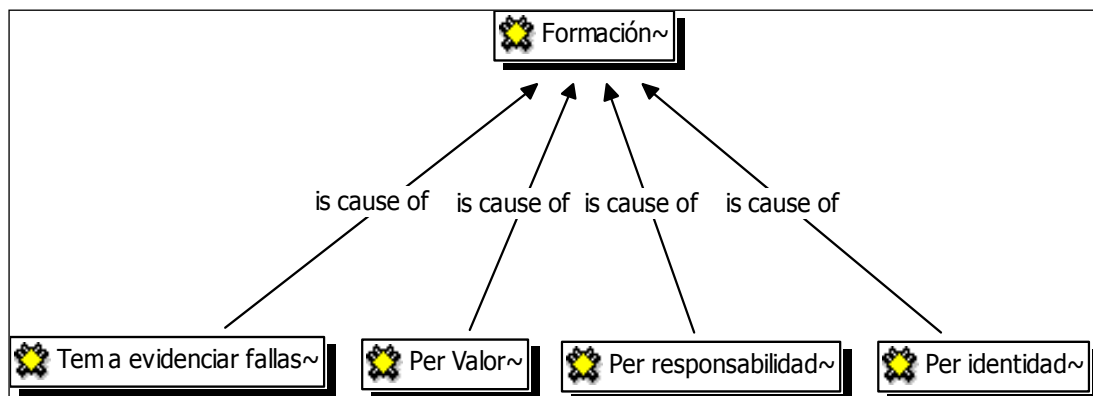 Formación~
is cause of is cause of is cause of is cause of
Tem a evidenciar fallas~ Per Valor~ Per responsabilidad~ Per identidad~